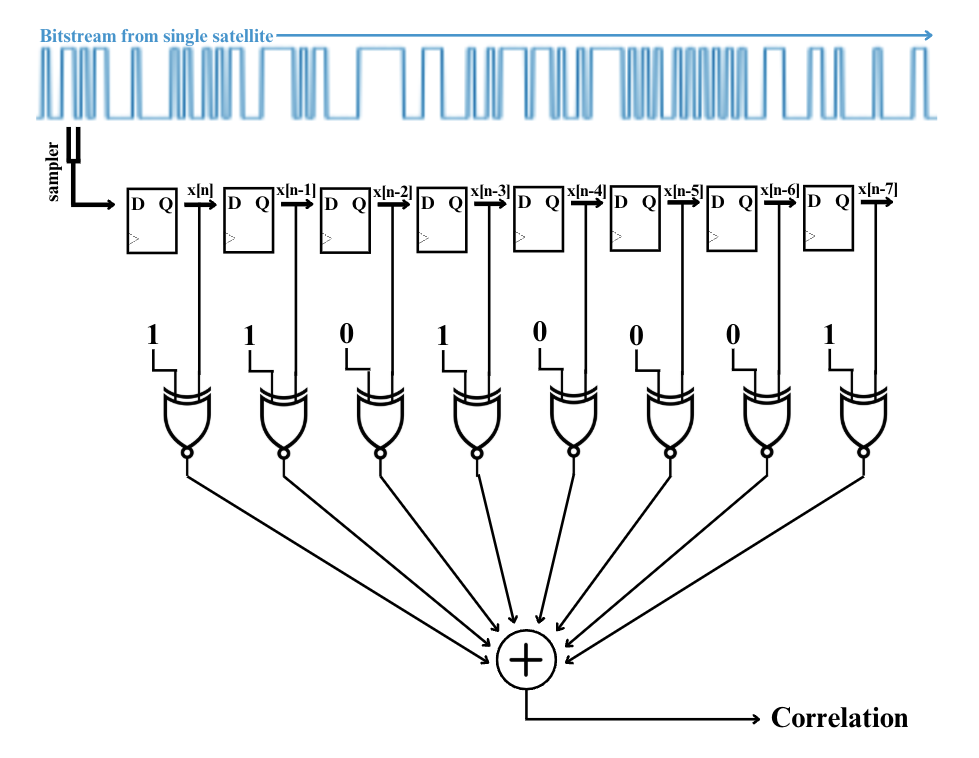 Bitstream from single satellite
sampler
x[n] x[n-1] x[n-2] x[n-3] x[n-4] x[n-5] x[n-6] x[n-7]
D Q D Q D Q D Q D Q D Q D Q D Q
1 1 0 1 0 0 0 1
Correlation